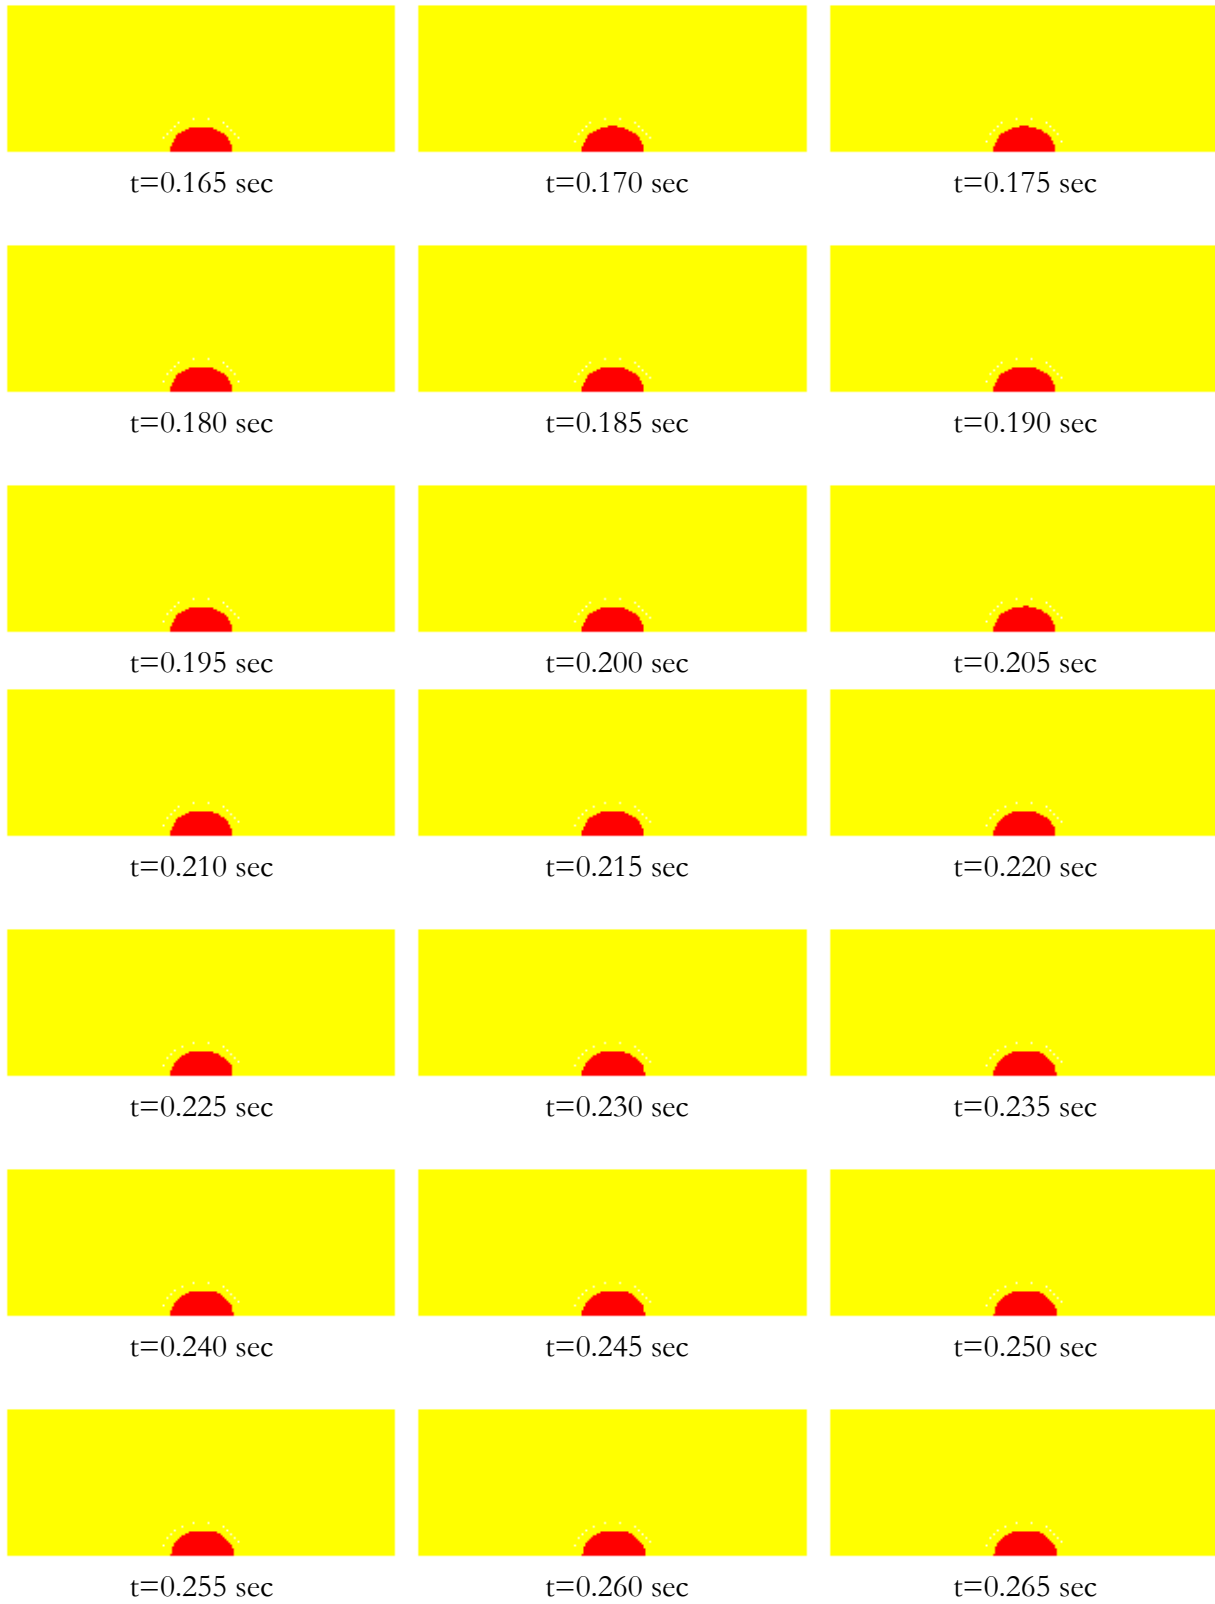 t=0.165 sec
t=0.170 sec
t=0.175 sec
t=0.180 sec
t=0.185 sec
t=0.190 sec
t=0.195 sec
t=0.200 sec
t=0.205 sec
t=0.210 sec
t=0.215 sec
t=0.220 sec
t=0.225 sec
t=0.230 sec
t=0.235 sec
t=0.240 sec
t=0.245 sec
t=0.250 sec
t=0.255 sec
t=0.260 sec
t=0.265 sec